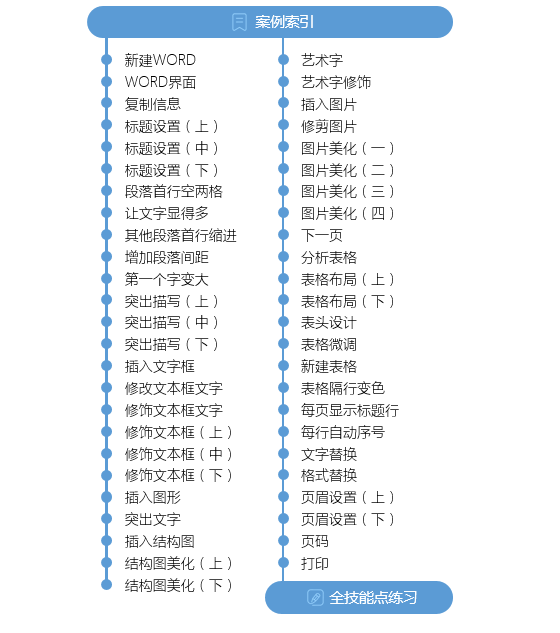 案例索引
新建WORD
WORD界面
复制信息
标题设置（上）
标题设置（中）
标题设置（下）
段落首行空两格
让文字显得多
其他段落首行缩进
增加段落间距
第一个字变大
突出描写（上）
突出描写（中）
突出描写（下）
插入文字框
修改文本框文字
修饰文本框文字
修饰文本框（上）
修饰文本框（中）
修饰文本框（下）
插入图形
突出文字
插入结构图
结构图美化（上）
结构图美化（下）
艺术字
艺术字修饰
插入图片
修剪图片
图片美化（一）
图片美化（二）
图片美化（三）
图片美化（四）
下一页
分析表格
表格布局（上）
表格布局（下）
表头设计
表格微调
新建表格
表格隔行变色
每页显示标题行
每行自动序号
文字替换
格式替换
页眉设置（上）
页眉设置（下）
页码
打印
全技能点练习